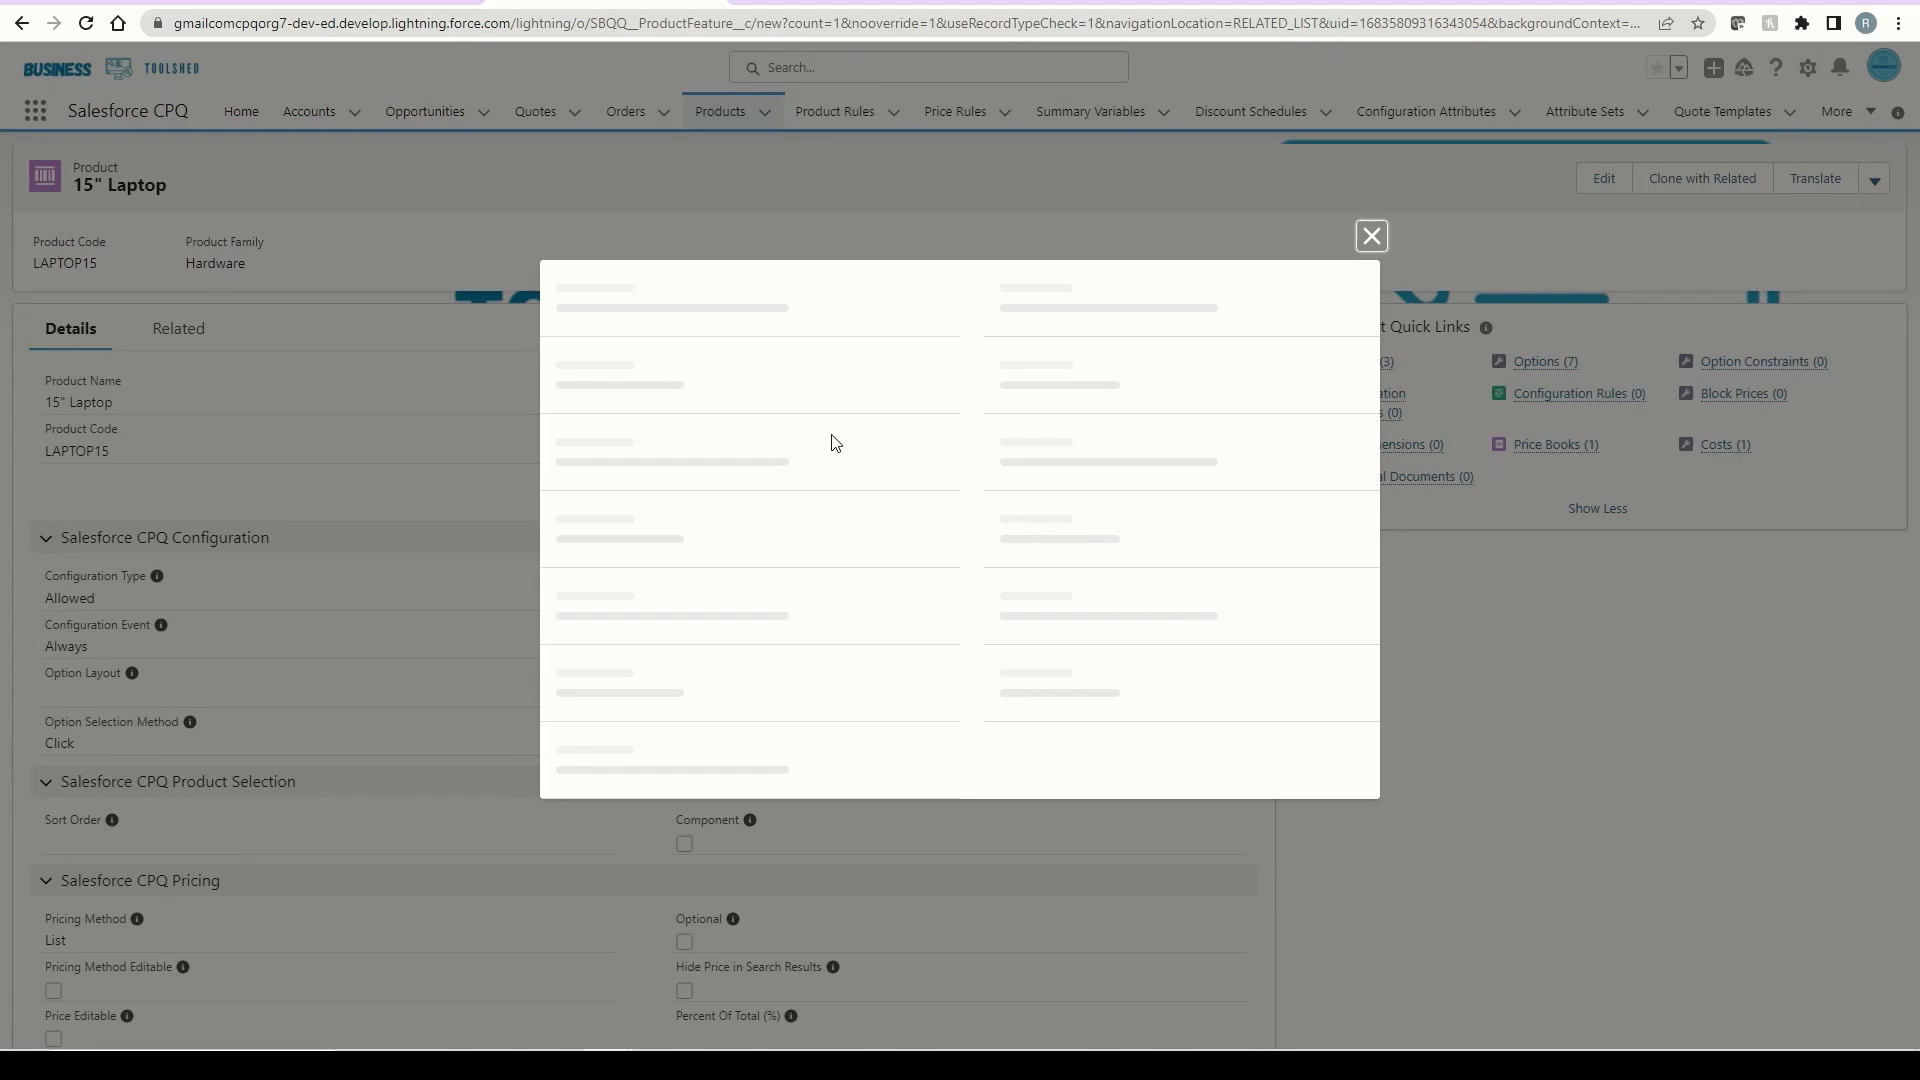 gmailcomcpqorg7-dev-ed.develop.lightning.force.com/lightning/o/SBQQ__ProductFeature__c/new?count=1&nooverride=1&useRecordTypeCheck=1&navigationLocation=RELATED_LIST&uid=16835809316343054&backgroundContext=...
R
BUSINESS TOOLSHED
Search...
Salesforce CPQ
Home Accounts Opportunities Quotes Orders Products Product Rules Price Rules Summary Variables Discount Schedules Configuration Attributes Attribute Sets Quote Templates More
Product
15" Laptop
Edit Clone with Related Translate
Product Code Product Family
LAPTOP15 Hardware
Details Related
t Quick Links
(3) Options (7) Option Constraints (0)
ation Configuration Rules (0) Block Prices (0)
s (0)
ensions (0) Price Books (1) Costs (1)
al Documents (0)
Show Less
Product Name
15" Laptop
Product Code
LAPTOP15
Salesforce CPQ Configuration
Configuration Type
Allowed
Configuration Event
Always
Option Layout
Option Selection Method
Click
Salesforce CPQ Product Selection
Sort Order Component
Salesforce CPQ Pricing
Pricing Method Optional
List
Pricing Method Editable Hide Price in Search Results
Price Editable Percent Of Total (%)